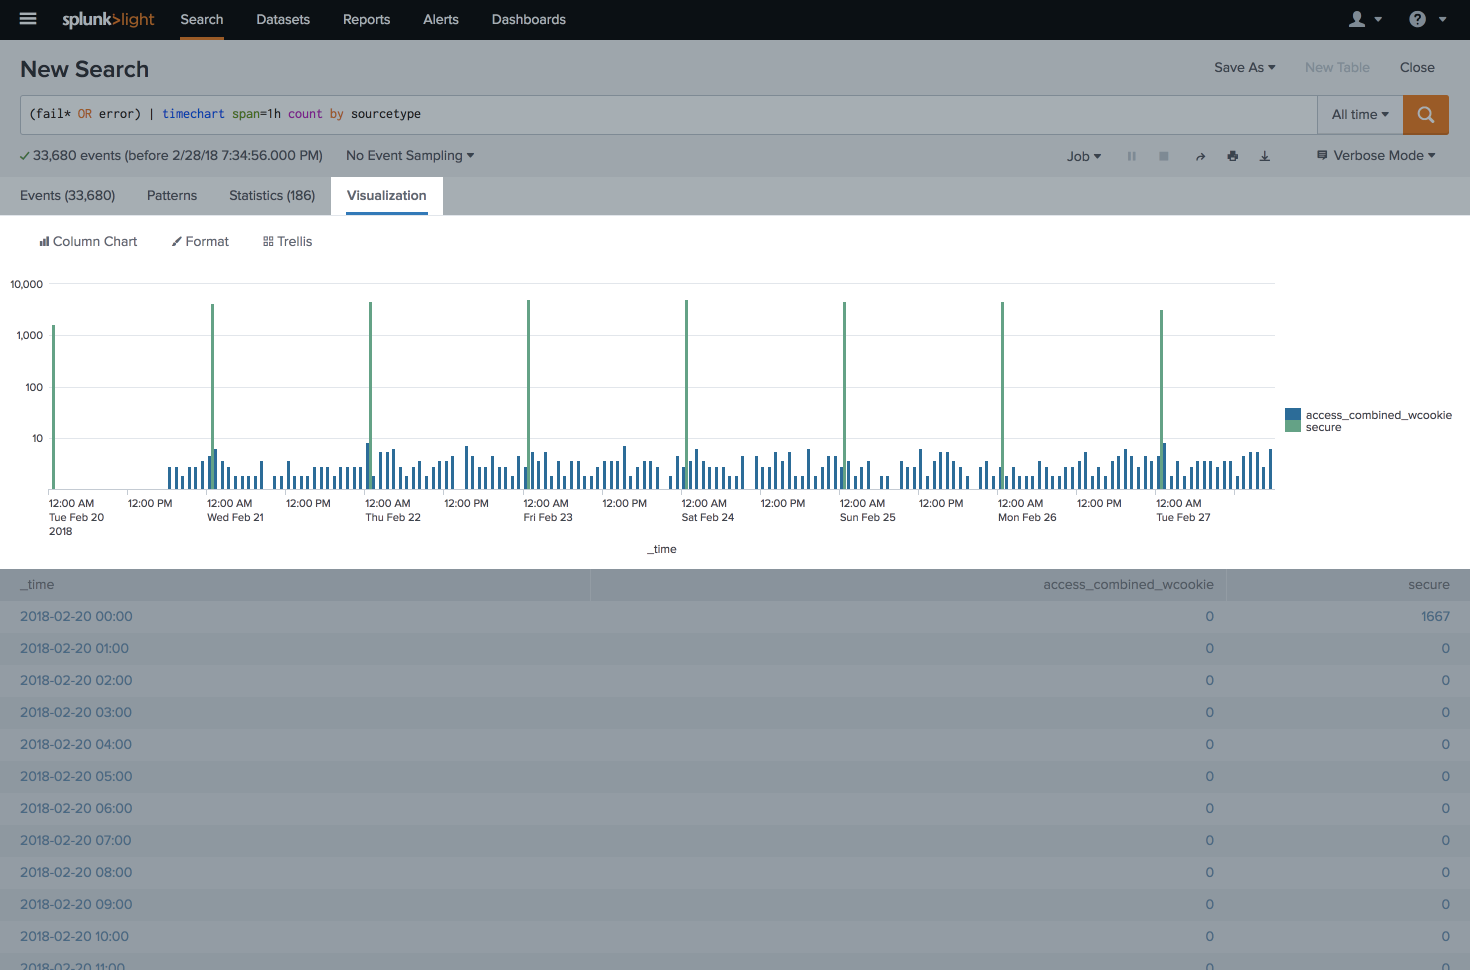 splunk>light Search Datasets Reports Alerts Dashboards
New Search
Save As New Table Close
(fail* OR error) | timechart span=1h count by sourcetype
All time
33,680 events (before 2/28/18 7:34:56.000 PM) No Event Sampling
Job Verbose Mode
Events (33,680) Patterns Statistics (186) Visualization
Column Chart Format Trellis
10,000
1,000
100
10
access_combined_wcookie
secure
12:00 AM 12:00 PM 12:00 AM 12:00 PM 12:00 AM 12:00 PM 12:00 AM 12:00 PM 12:00 AM 12:00 PM 12:00 AM 12:00 PM 12:00 AM 12:00 PM 12:00 AM
Tue Feb 20 Wed Feb 21 Thu Feb 22 Fri Feb 23 Sat Feb 24 Sun Feb 25 Mon Feb 26 Tue Feb 27
2018
_time
_time access_combined_wcookie secure
2018-02-20 00:00 0 1667
2018-02-20 01:00 0 0
2018-02-20 02:00 0 0
2018-02-20 03:00 0 0
2018-02-20 04:00 0 0
2018-02-20 05:00 0 0
2018-02-20 06:00 0 0
2018-02-20 07:00 0 0
2018-02-20 08:00 0 0
2018-02-20 09:00 0 0
2018-02-20 10:00 0 0
2018-02-20 11:00 0 0